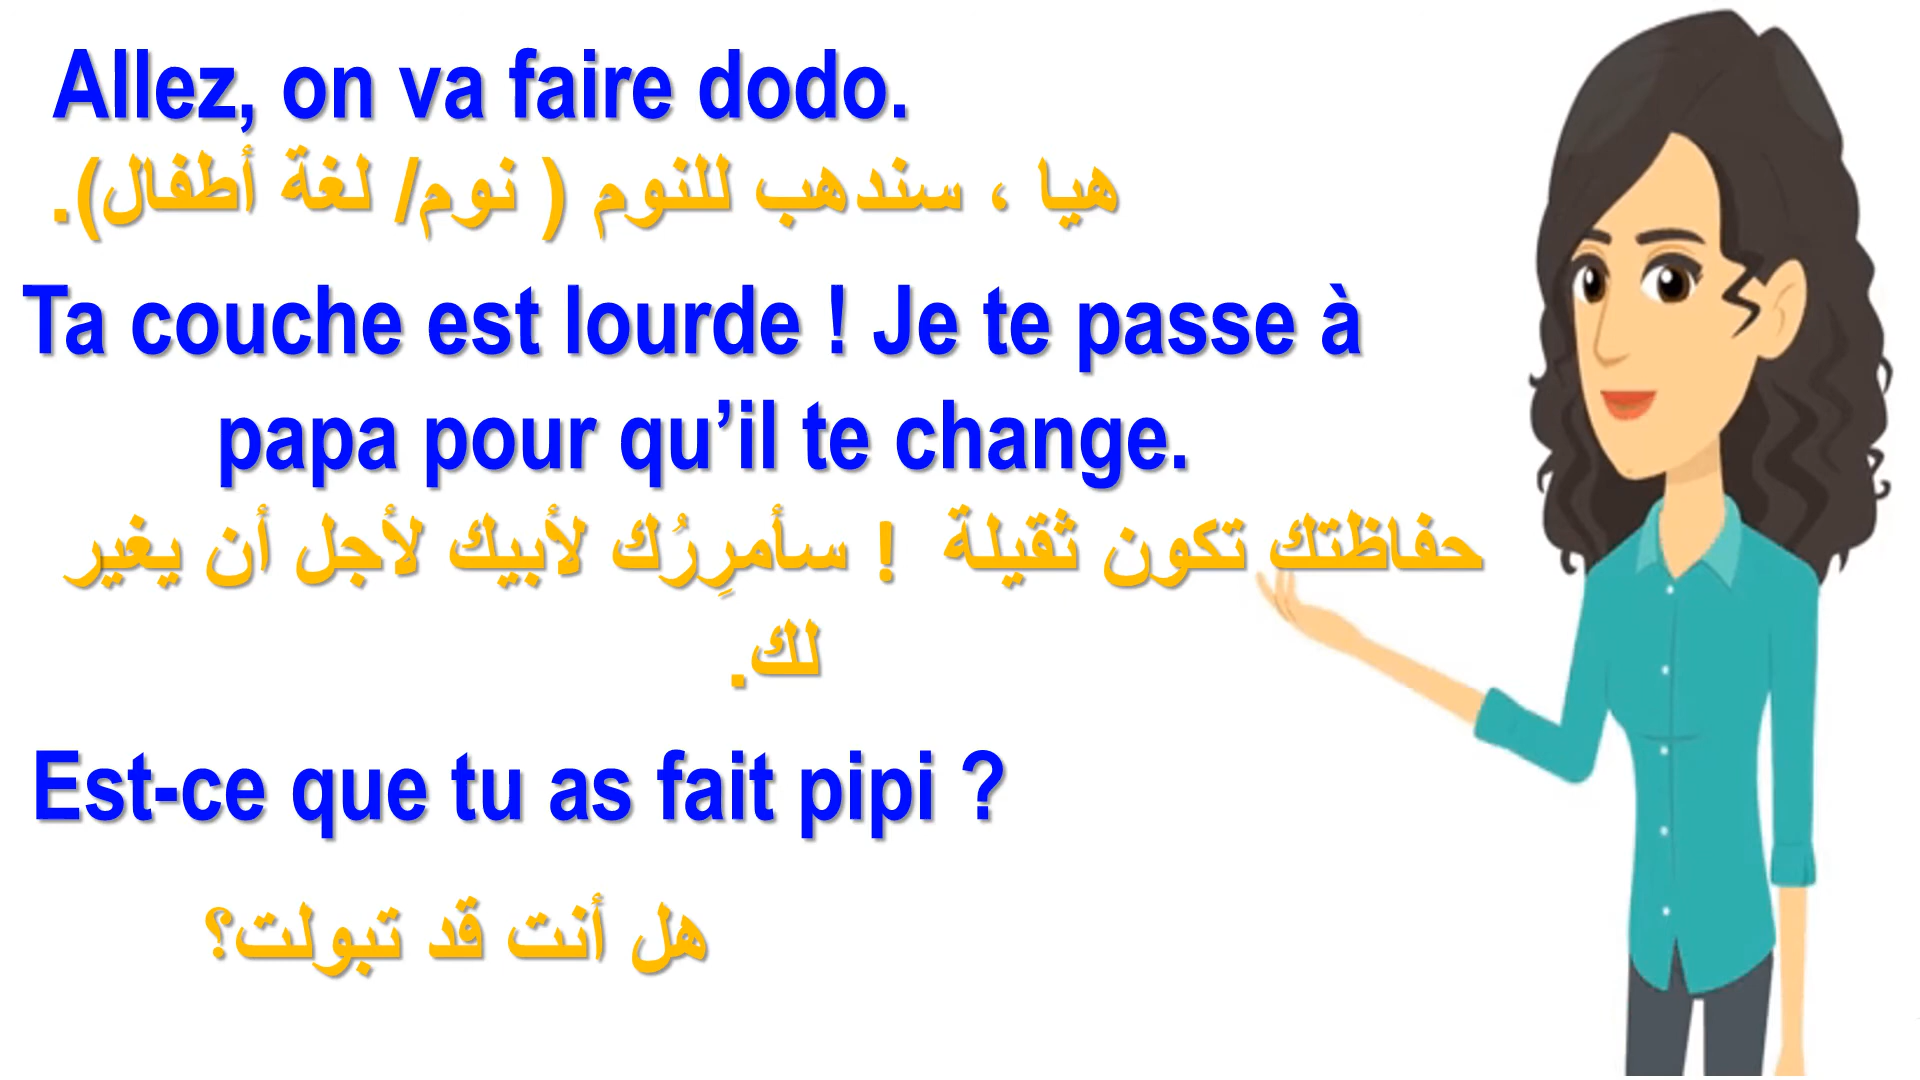 Allez, on va faire dodo.
هيا ، سندهب للنوم ( نوم/ لغة أطفال).
Ta couche est lourde ! Je te passe à
papa pour qu’il te change.
حفاظتك تكون ثقيلة ! سأمرِرُك لأبيك لأجل أن يغير
لك.
Est-ce que tu as fait pipi ?
هل أنت قد تبولت؟